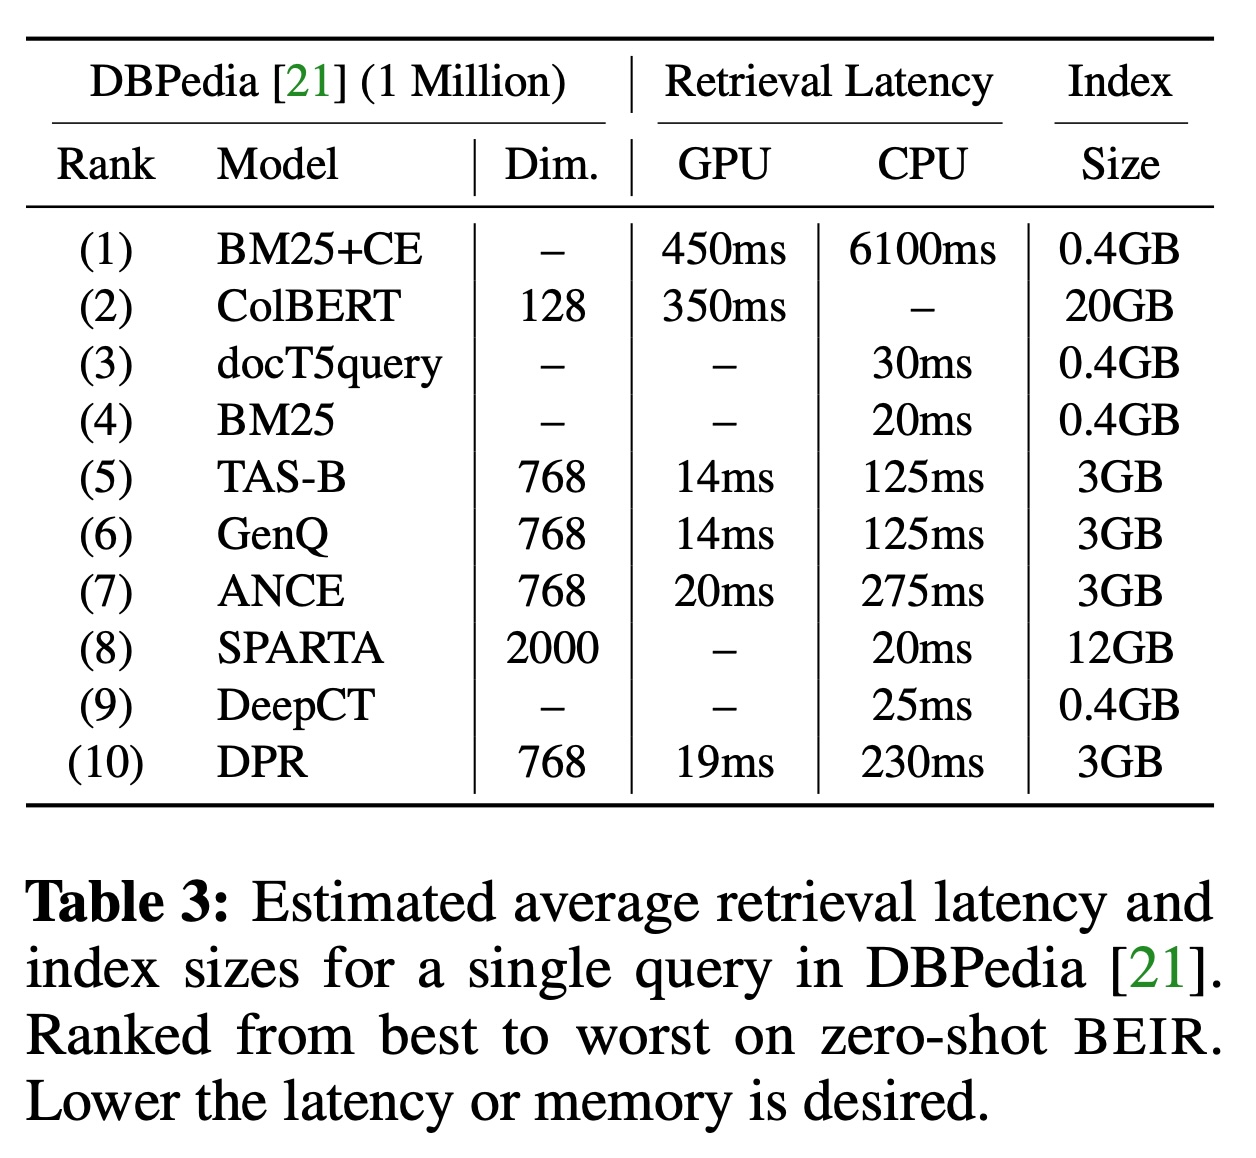 DBPedia [21] (1 Million) Retrieval Latency Index
Rank Model Dim. GPU CPU Size
(1) BM25+CE – 450ms 6100ms 0.4GB
(2) ColBERT 128 350ms – 20GB
(3) docT5query – – 30ms 0.4GB
(4) BM25 – – 20ms 0.4GB
(5) TAS-B 768 14ms 125ms 3GB
(6) GenQ 768 14ms 125ms 3GB
(7) ANCE 768 20ms 275ms 3GB
(8) SPARTA 2000 – 20ms 12GB
(9) DeepCT – – 25ms 0.4GB
(10) DPR 768 19ms 230ms 3GB
Table 3: Estimated average retrieval latency and
index sizes for a single query in DBPedia [21].
Ranked from best to worst on zero-shot BEIR.
Lower the latency or memory is desired.